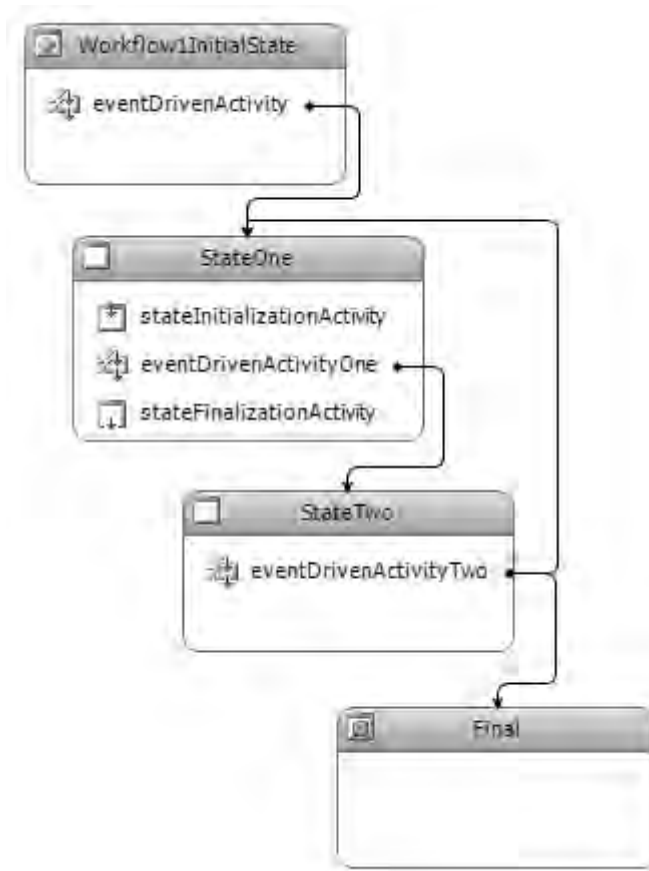 Workflow1InitialState
eventDrivenActivity
StateOne
stateInitializationActivity
eventDrivenActivityOne
stateFinalizationActivity
StateTwo
eventDrivenActivityTwo
Final